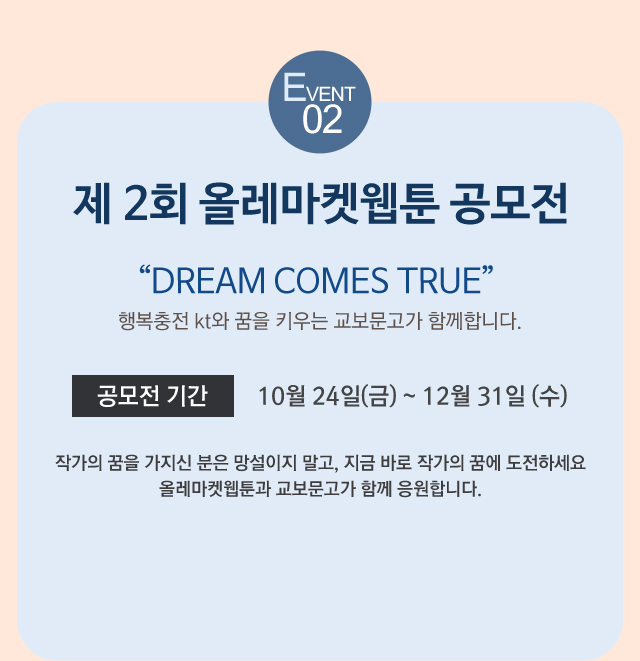 EVENT
02
제 2회 올레마켓웹툰 공모전
“DREAM COMES TRUE”
행복충전 kt와 꿈을 키우는 교보문고가 함께합니다.
공모전 기간 10월 24일(금) ~ 12월 31일 (수)
작가의 꿈을 가지신 분은 망설이지 말고, 지금 바로 작가의 꿈에 도전하세요
올레마켓웹툰과 교보문고가 함께 응원합니다.